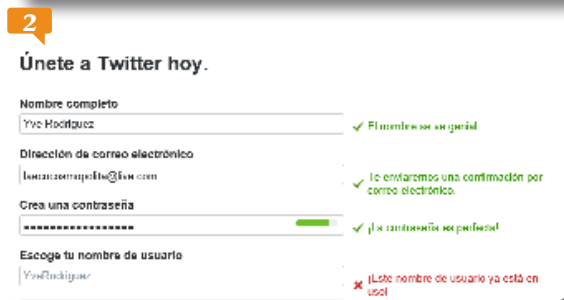 2
Únete a Twitter hoy.
Nombre completo
Yve Rodriguez
El nombre se ve genial
Dirección de correo electrónico
Te enviaremos una confirmación por
correo electrónico.
Crea una contraseña
¡La contraseña es perfecta!
Escoge tu nombre de usuario
YveRodriguez
¡Este nombre de usuario ya está en
uso!